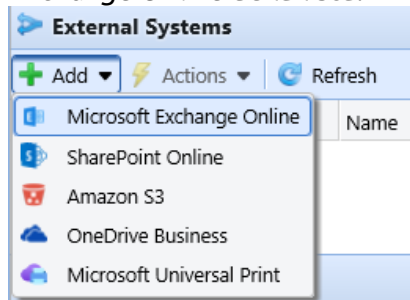 External Systems
Add Actions Refresh
Microsoft Exchange Online Name
SharePoint Online
Amazon S3
OneDrive Business
Microsoft Universal Print